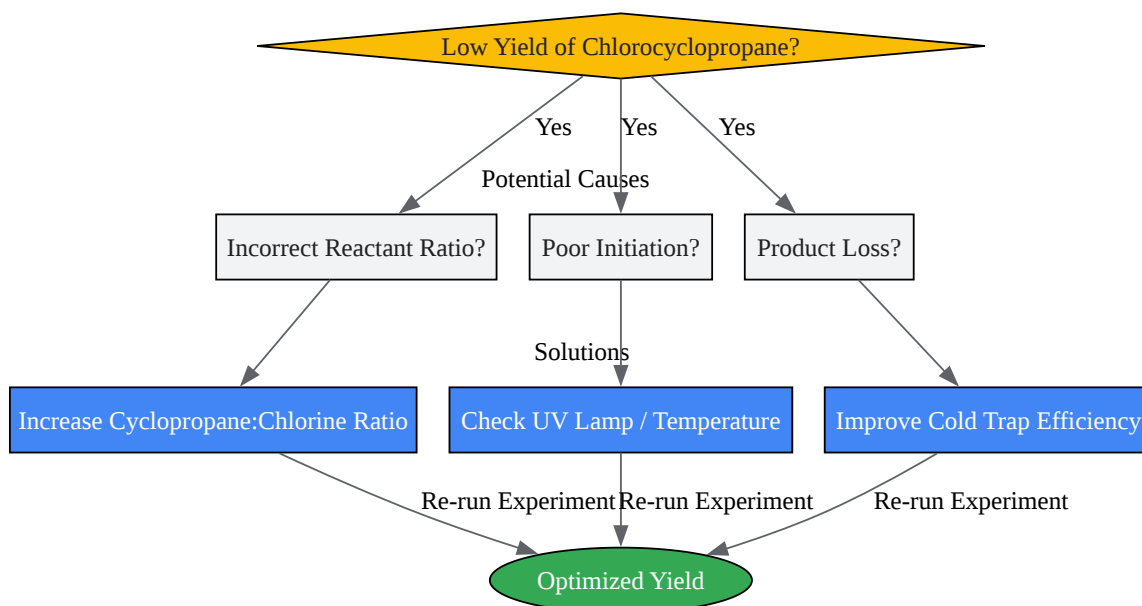 Low Yield of Chlorocyclopropane?
Yes
Yes
Yes
Potential Causes
Incorrect Reactant Ratio?
Poor Initiation?
Product Loss?
Solutions
Increase Cyclopropane:Chlorine Ratio
Check UV Lamp / Temperature
Improve Cold Trap Efficiency
Re-run Experiment
Re-run Experiment
Re-run Experiment
Optimized Yield